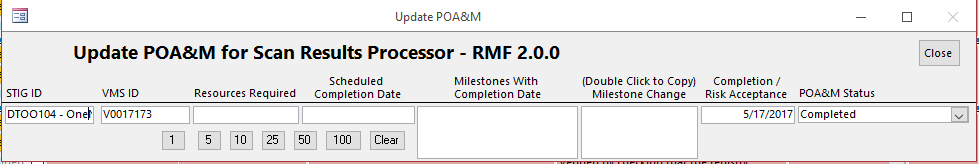 Update POA&M
Update POA&M for Scan Results Processor - RMF 2.0.0
Close
STIG ID
VMS ID
Resources Required
Scheduled
Completion Date
Milestones With
Completion Date
(Double Click to Copy)
Milestone Change
Completion /
Risk Acceptance
POA&M Status
DTOO104 - One
V0017173
5/17/2017
Completed
1
5
10
25
50
100
Clear